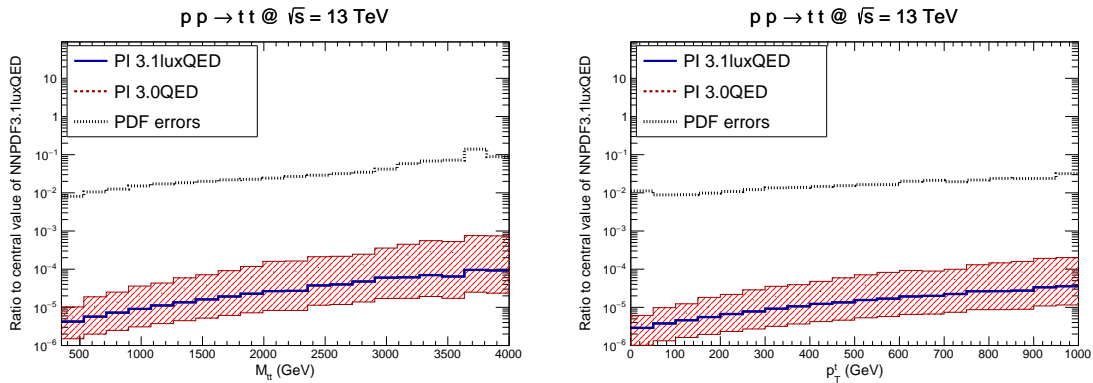 p p → t t @ √s = 13 TeV
Ratio to central value of NNPDF3.1luxQED
PI 3.1luxQED
PI 3.0QED
PDF errors
10
1
10⁻¹
10⁻²
10⁻³
10⁻⁴
10⁻⁵
10⁻⁶
500 1000 1500 2000 2500 3000 3500 4000
M_tt (GeV)
p p → t t @ √s = 13 TeV
Ratio to central value of NNPDF3.1luxQED
PI 3.1luxQED
PI 3.0QED
PDF errors
10
1
10⁻¹
10⁻²
10⁻³
10⁻⁴
10⁻⁵
10⁻⁶
0 100 200 300 400 500 600 700 800 900 1000
p_T^t (GeV)